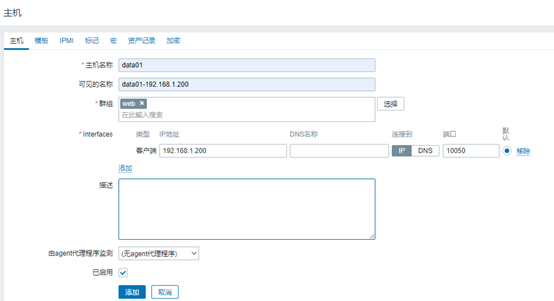 主机
主机 模板 IPMI 标记 宏 资产记录 加密
* 主机名称 data01
可见的名称 data01-192.168.1.200
* 群组 web × 选择
在此输入搜索
* Interfaces 类型 IP地址 DNS名称 连接到 端口 默认
客户端 192.168.1.200 IP DNS 10050 移除
添加
描述
由agent代理程序监测 (无agent代理程序)
已启用
添加 取消